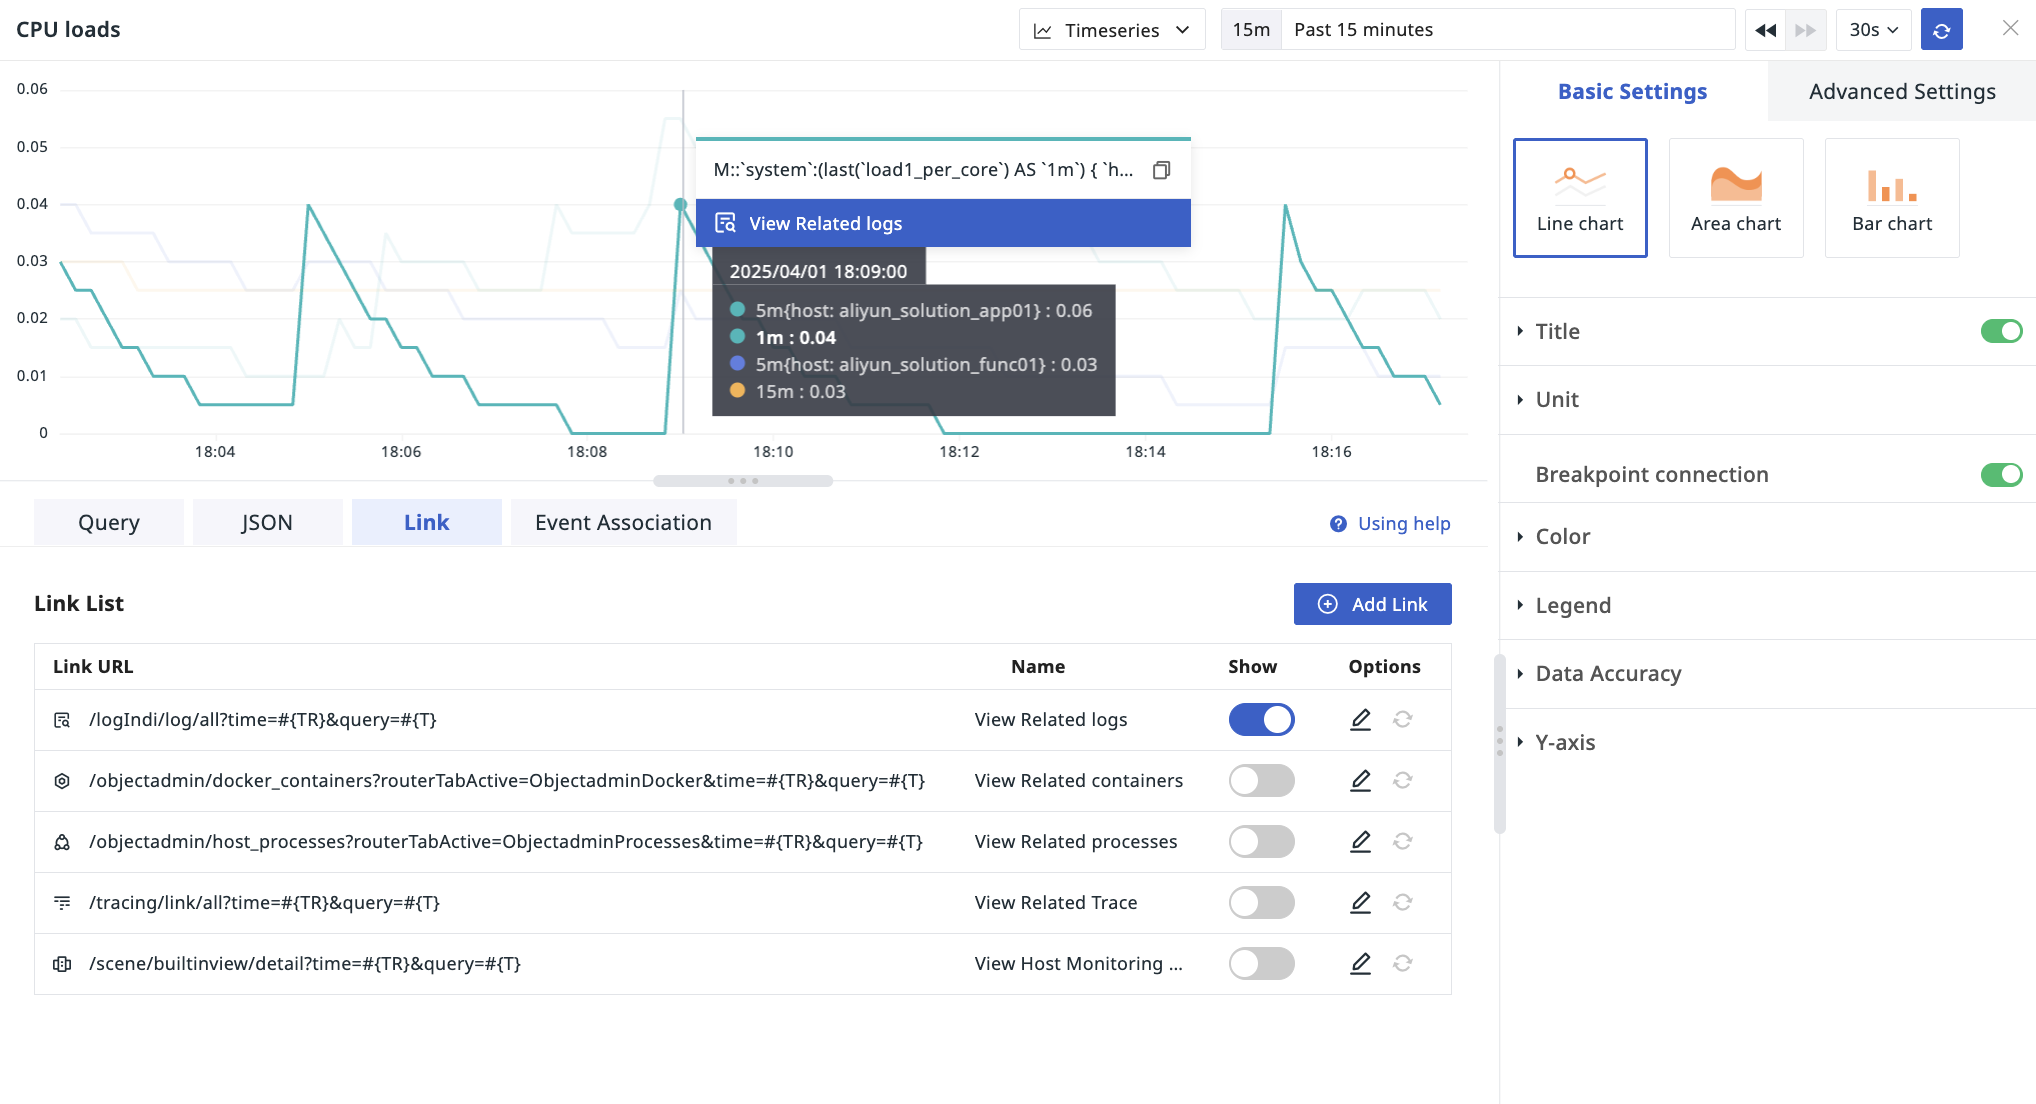 CPU loads
Timeseries
15m Past 15 minutes
30s
0.06
0.05
0.04
0.03
0.02
0.01
0
18:04 18:06 18:08 18:10 18:12 18:14 18:16
M::`system`:(last(`load1_per_core`) AS `1m`) { `h...
View Related logs
2025/04/01 18:09:00
5m{host: aliyun_solution_app01} : 0.06
1m : 0.04
5m{host: aliyun_solution_func01} : 0.03
15m : 0.03
Query JSON Link Event Association
Using help
Link List
Add Link
Link URL Name Show Options
/logIndi/log/all?time=#{TR}&query=#{T} View Related logs
/objectadmin/docker_containers?routerTabActive=ObjectadminDocker&time=#{TR}&query=#{T} View Related containers
/objectadmin/host_processes?routerTabActive=ObjectadminProcesses&time=#{TR}&query=#{T} View Related processes
/tracing/link/all?time=#{TR}&query=#{T} View Related Trace
/scene/builtinview/detail?time=#{TR}&query=#{T} View Host Monitoring ...
Basic Settings Advanced Settings
Line chart Area chart Bar chart
Title
Unit
Breakpoint connection
Color
Legend
Data Accuracy
Y-axis